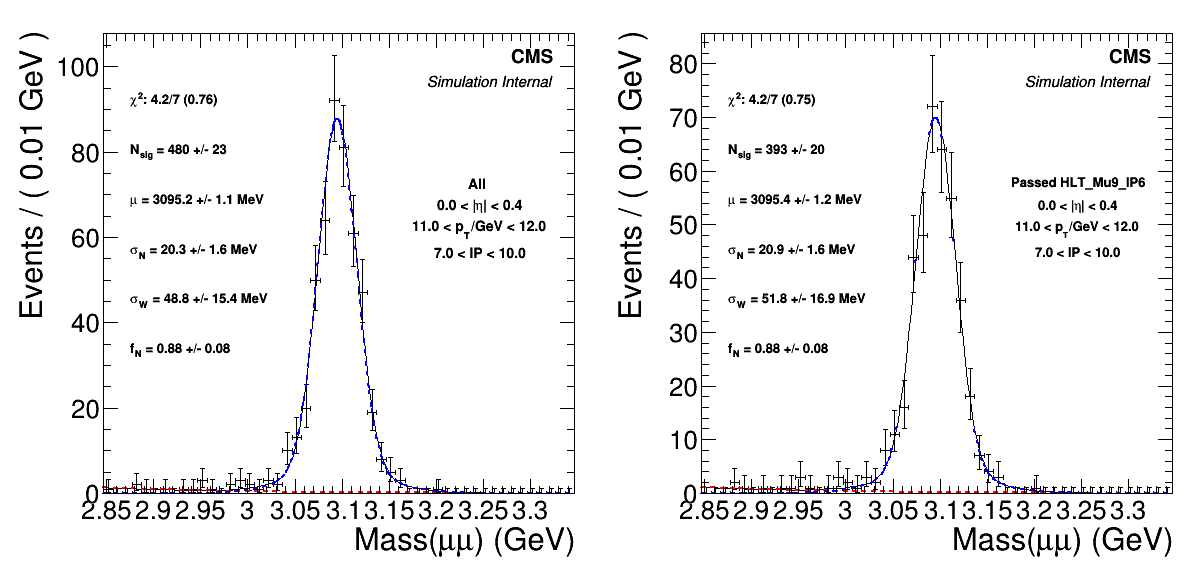 CMS
Simulation Internal
χ²: 4.2/7 (0.76)
N_sig = 480 +/- 23
μ = 3095.2 +/- 1.1 MeV
σ_N = 20.3 +/- 1.6 MeV
σ_W = 48.8 +/- 15.4 MeV
f_N = 0.88 +/- 0.08
All
0.0 < |η| < 0.4
11.0 < p_T/GeV < 12.0
7.0 < IP < 10.0
Events / ( 0.01 GeV )
100
80
60
40
20
0
2.85 2.9 2.95 3 3.05 3.1 3.15 3.2 3.25 3.3
Mass(μμ) (GeV)
CMS
Simulation Internal
χ²: 4.2/7 (0.75)
N_sig = 393 +/- 20
μ = 3095.4 +/- 1.2 MeV
σ_N = 20.9 +/- 1.6 MeV
σ_W = 51.8 +/- 16.9 MeV
f_N = 0.88 +/- 0.08
Passed HLT_Mu9_IP6
0.0 < |η| < 0.4
11.0 < p_T/GeV < 12.0
7.0 < IP < 10.0
Events / ( 0.01 GeV )
80
70
60
50
40
30
20
10
0
2.85 2.9 2.95 3 3.05 3.1 3.15 3.2 3.25 3.3
Mass(μμ) (GeV)